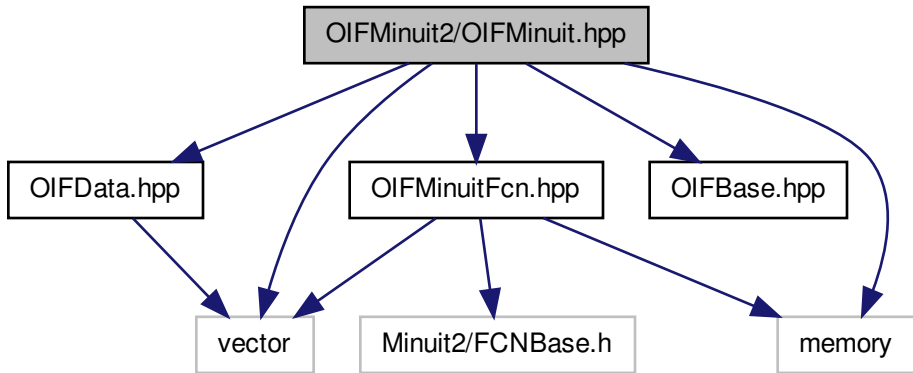 OIFMinuit2/OIFMinuit.hpp
OIFData.hpp
OIFMinuitFcn.hpp
OIFBase.hpp
vector
Minuit2/FCNBase.h
memory